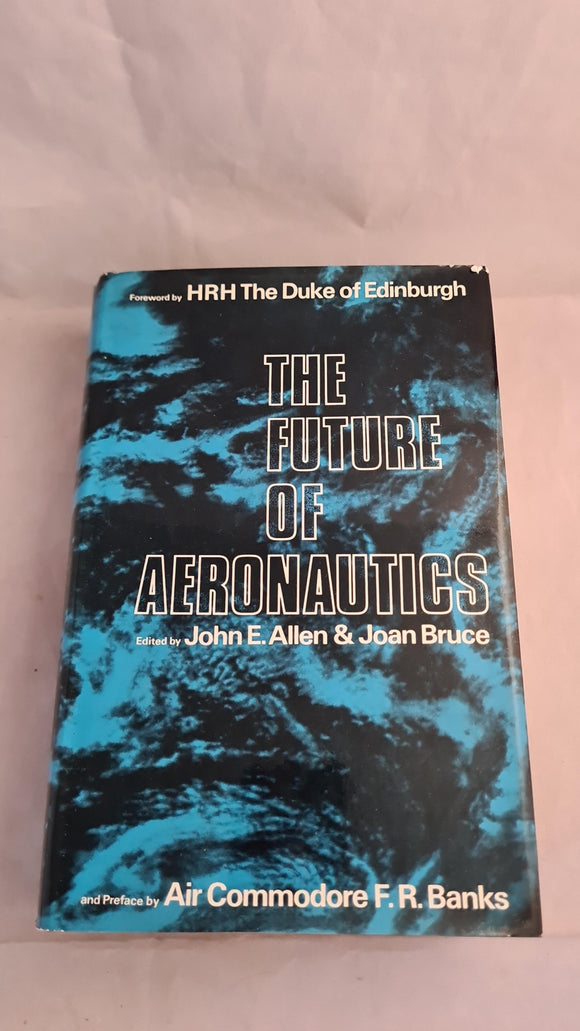 Foreword by HRH The Duke of Edinburgh
THE
FUTURE
OF
AERONAUTICS
Edited by John E. Allen & Joan Bruce
and Preface by Air Commodore F. R. Banks